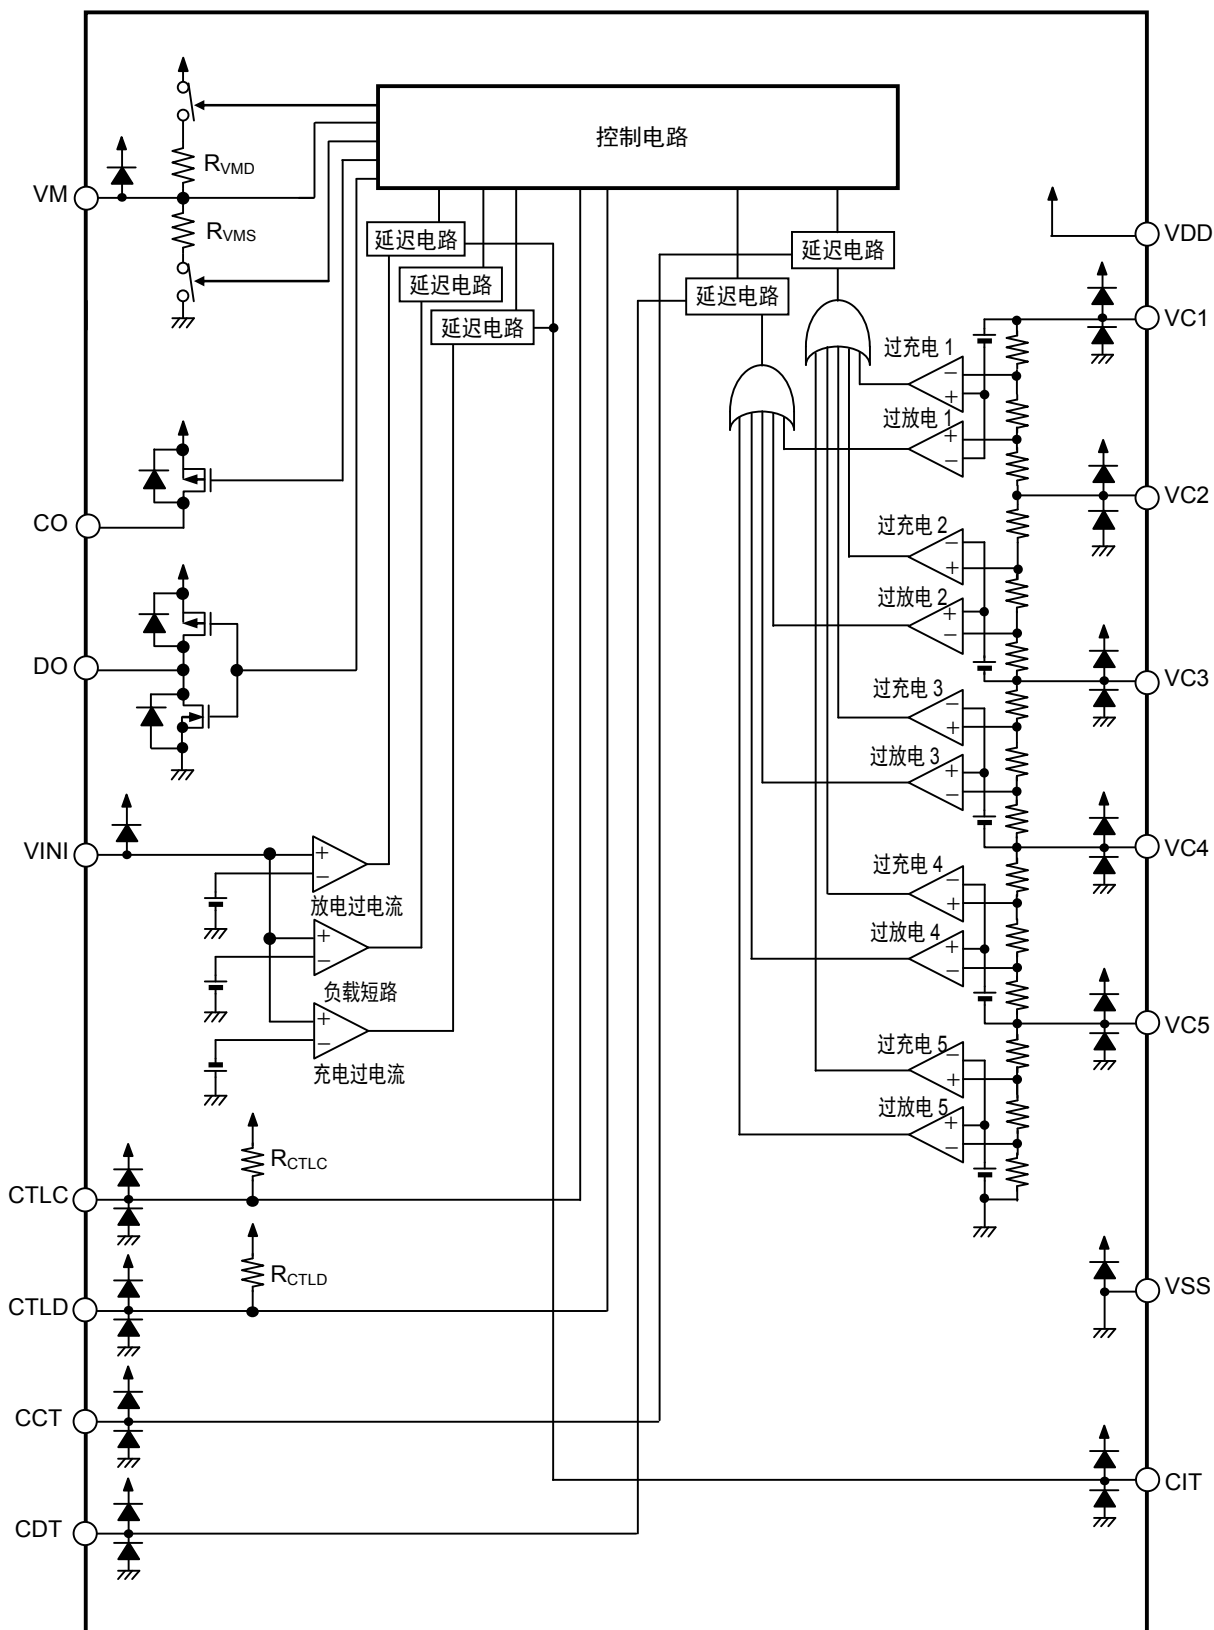 控制电路
R_VMD
VM
R_VMS
延迟电路
延迟电路
延迟电路
延迟电路
延迟电路
VDD
VC1
过充电 1
过放电 1
CO
VC2
过充电 2
过放电 2
DO
VC3
过充电 3
过放电 3
VINI
+
−
放电过电流
+
−
负载短路
+
−
充电过电流
VC4
过充电 4
过放电 4
VC5
过充电 5
过放电 5
−
+
+
−
−
+
+
−
−
+
+
−
−
+
+
−
−
+
+
−
R_CTLC
CTLC
R_CTLD
CTLD
VSS
CCT
CIT
CDT